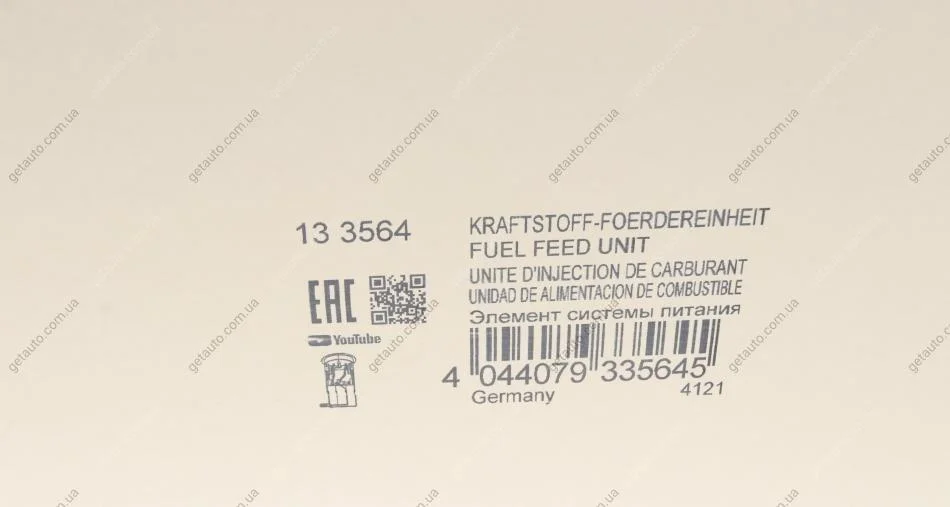 13 3564
KRAFTSTOFF-FOERDEREINHEIT
FUEL FEED UNIT
UNITE D'INJECTION DE CARBURANT
UNIDAD DE ALIMENTACION DE COMBUSTIBLE
Элемент системы питания
EAC
YouTube
12
4 044079 335645
Germany
4121
getauto.com.ua